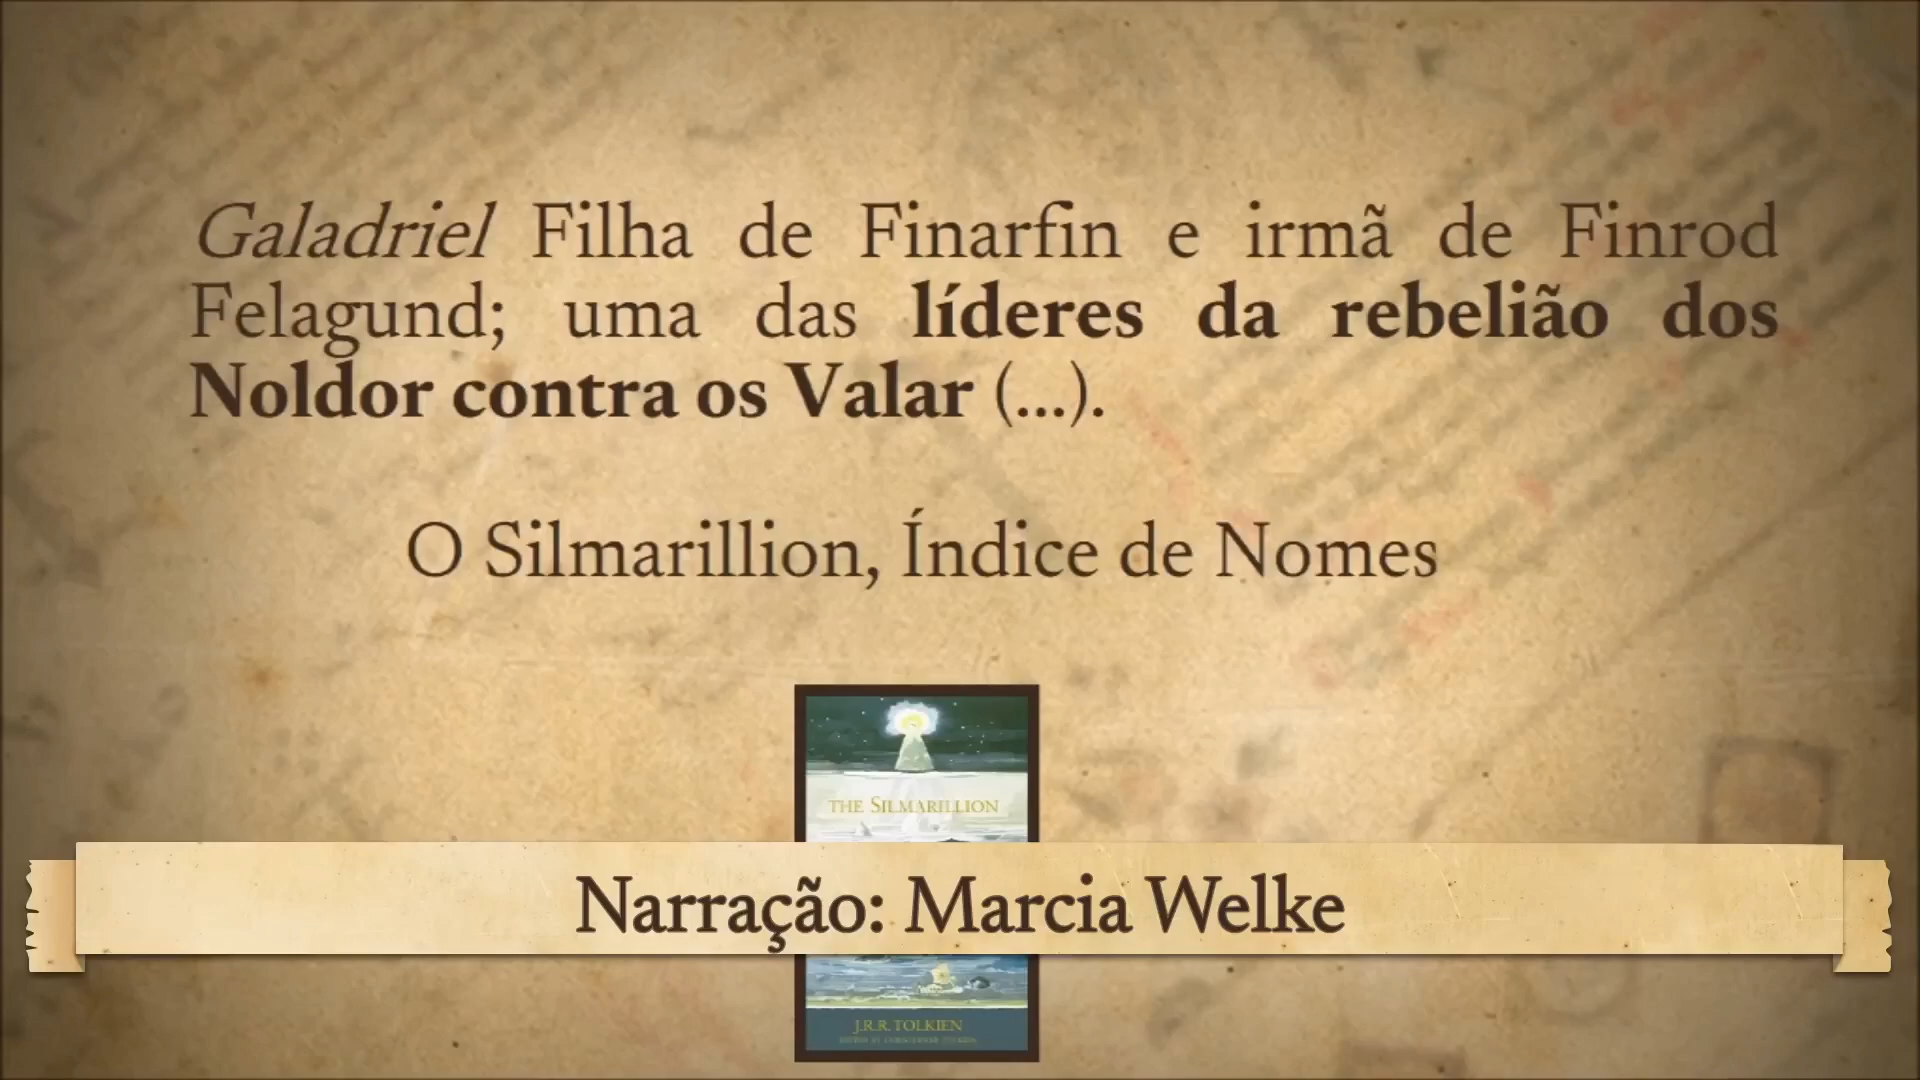 Galadriel Filha de Finarfin e irmã de Finrod
Felagund; uma das líderes da rebelião dos
Noldor contra os Valar (...).
O Silmarillion, Índice de Nomes
THE SILMARILLION
Narração: Marcia Welke
J.R.R. TOLKIEN